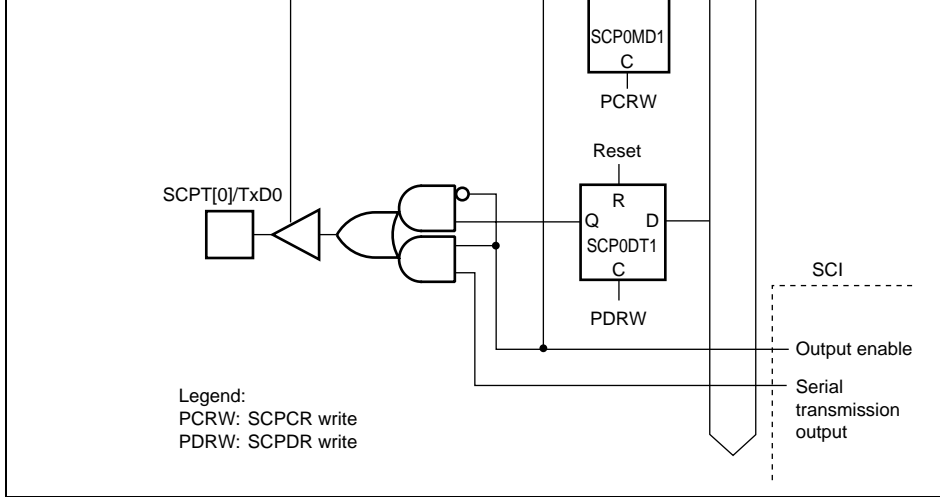 SCP0MD1
C
PCRW
Reset
SCPT[0]/TxD0
R
Q D
SCP0DT1
C
PDRW
SCI
Output enable
Serial
transmission
output
Legend:
PCRW: SCPCR write
PDRW: SCPDR write